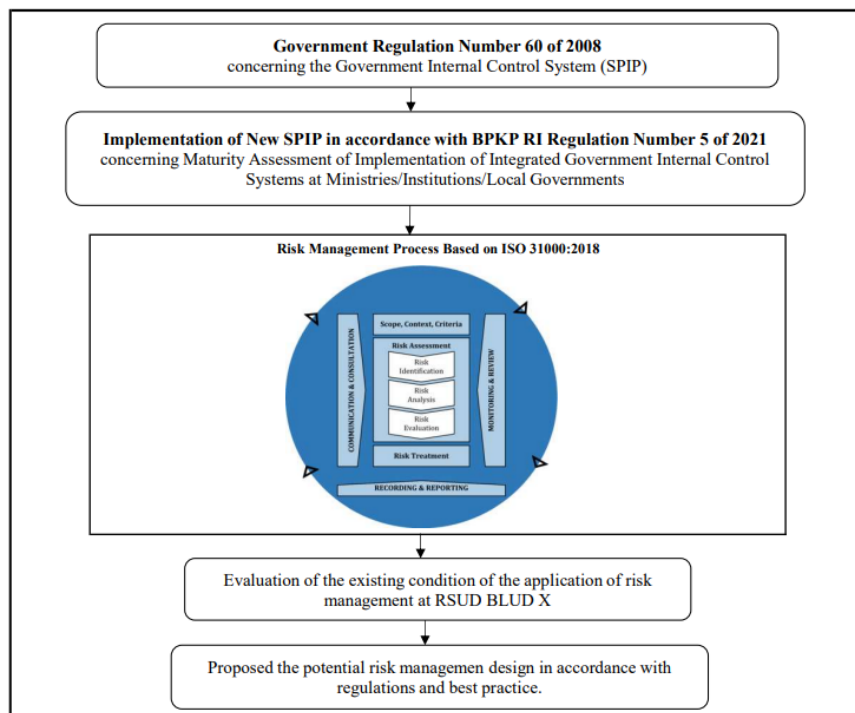 Government Regulation Number 60 of 2008
concerning the Government Internal Control System (SPIP)
Implementation of New SPIP in accordance with BPKP RI Regulation Number 5 of 2021
concerning Maturity Assessment of Implementation of Integrated Government Internal Control
Systems at Ministries/Institutions/Local Governments
Risk Management Process Based on ISO 31000:2018
COMMUNICATION & CONSULTATION
Scope, Context, Criteria
Risk Assessment
Risk
Identification
Risk
Analysis
Risk
Evaluation
Risk Treatment
MONITORING & REVIEW
RECORDING & REPORTING
Evaluation of the existing condition of the application of risk
management at RSUD BLUD X
Proposed the potential risk managemen design in accordance with
regulations and best practice.